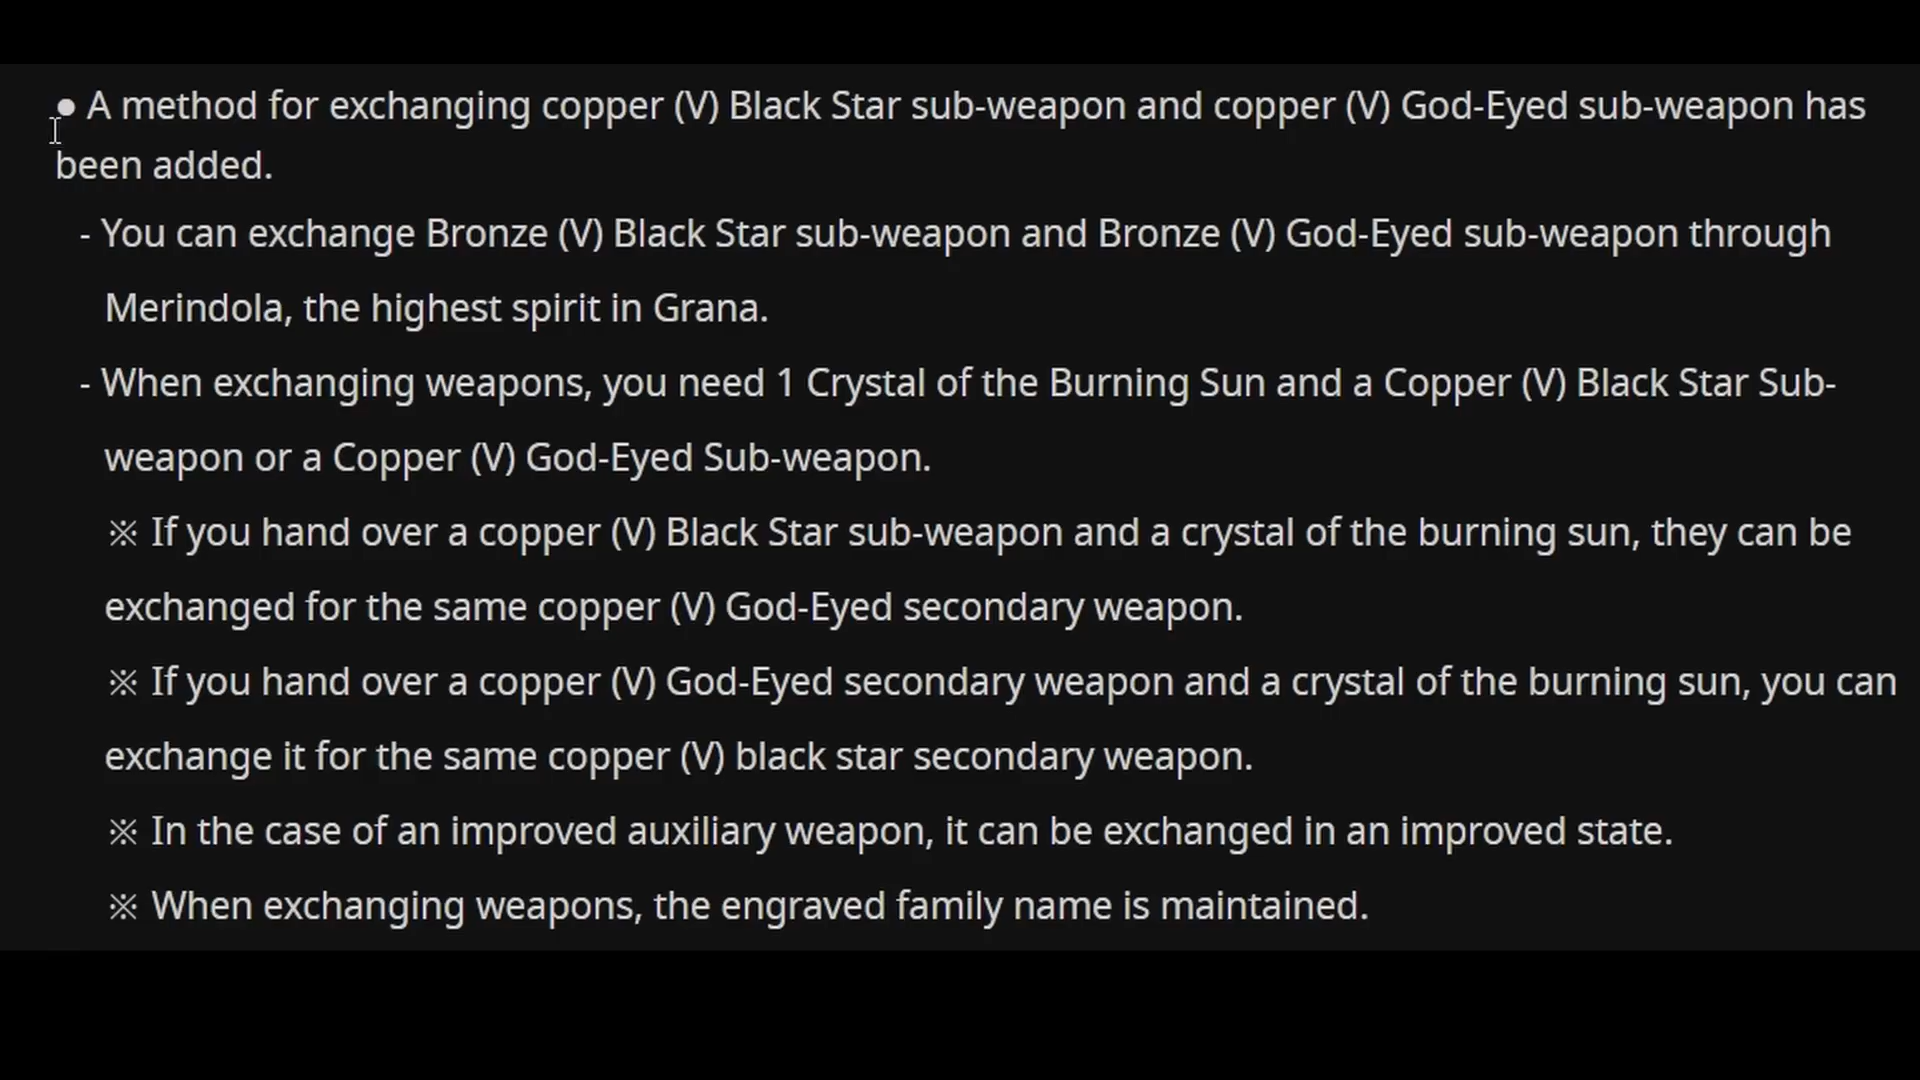 ● A method for exchanging copper (V) Black Star sub-weapon and copper (V) God-Eyed sub-weapon has
been added.
- You can exchange Bronze (V) Black Star sub-weapon and Bronze (V) God-Eyed sub-weapon through
Merindola, the highest spirit in Grana.
- When exchanging weapons, you need 1 Crystal of the Burning Sun and a Copper (V) Black Star Sub-
weapon or a Copper (V) God-Eyed Sub-weapon.
※ If you hand over a copper (V) Black Star sub-weapon and a crystal of the burning sun, they can be
exchanged for the same copper (V) God-Eyed secondary weapon.
※ If you hand over a copper (V) God-Eyed secondary weapon and a crystal of the burning sun, you can
exchange it for the same copper (V) black star secondary weapon.
※ In the case of an improved auxiliary weapon, it can be exchanged in an improved state.
※ When exchanging weapons, the engraved family name is maintained.